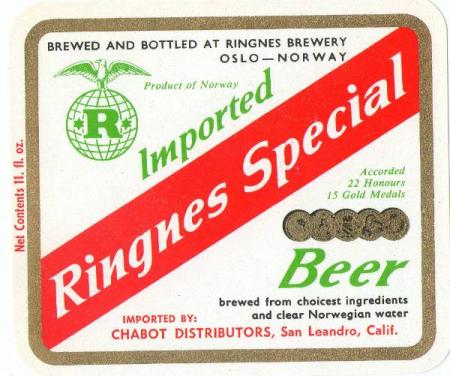 BREWED AND BOTTLED AT RINGNES BREWERY
OSLO—NORWAY
Product of Norway
R
Imported
Ringnes Special
Accorded
22 Honours
15 Gold Medals
Beer
brewed from choicest ingredients
and clear Norwegian water
IMPORTED BY:
CHABOT DISTRIBUTORS, San Leandro, Calif.
Net Contents 11. fl. oz.